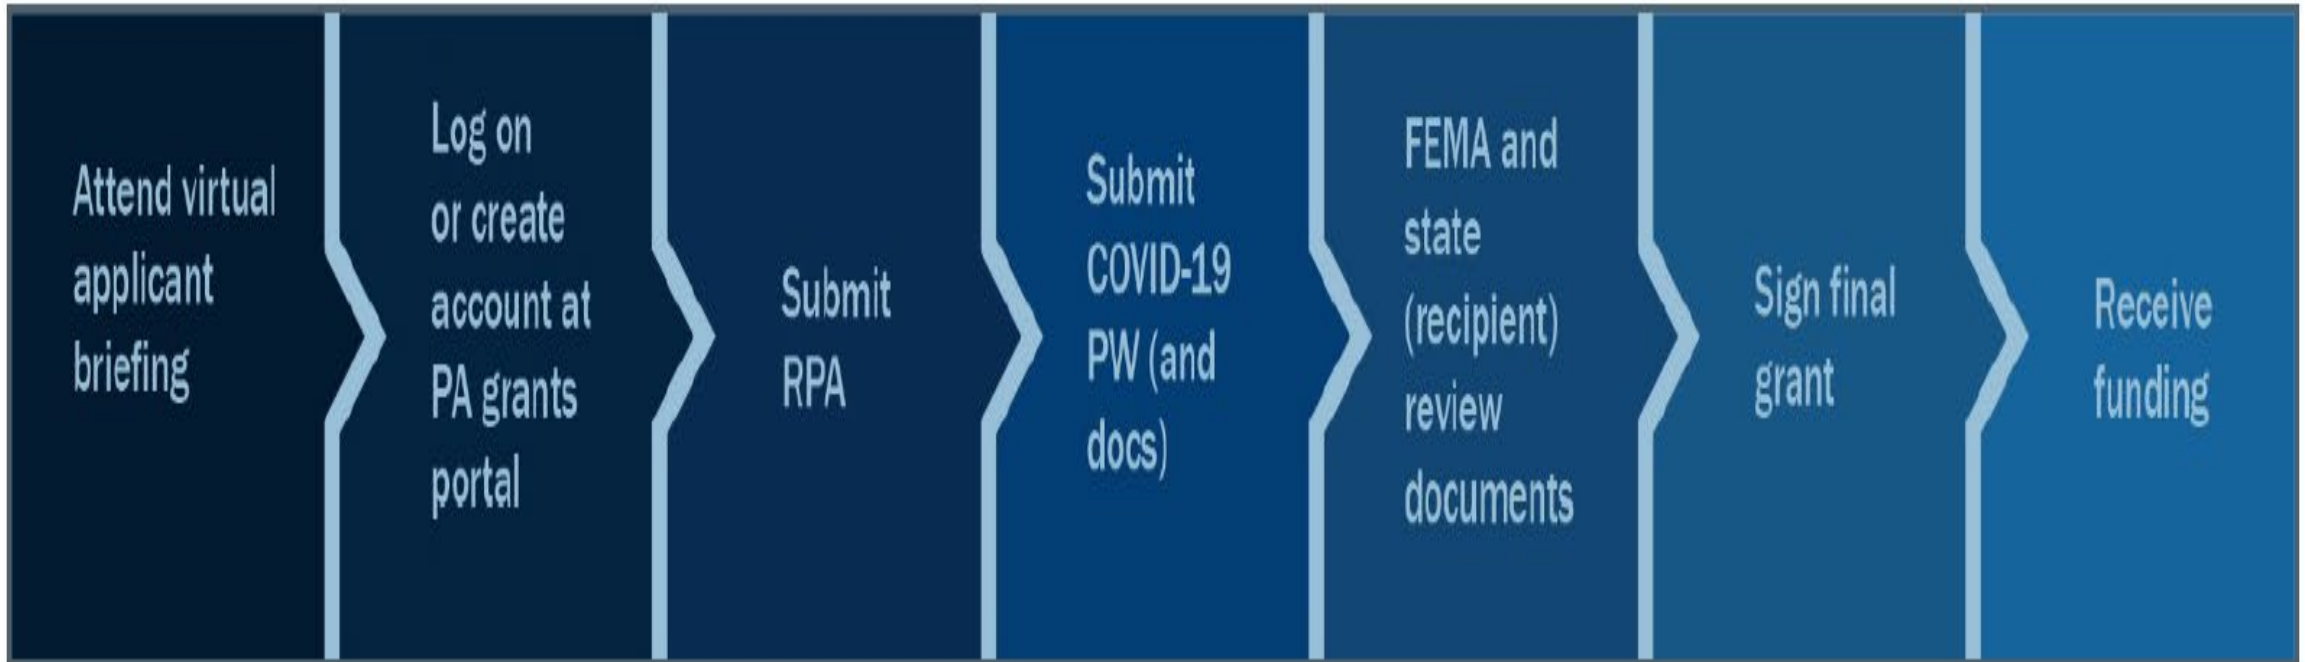 Attend virtual
applicant
briefing
Log on
or create
account at
PA grants
portal
Submit
RPA
Submit
COVID-19
PW (and
docs)
FEMA and
state
(recipient)
review
documents
Sign final
grant
Receive
funding